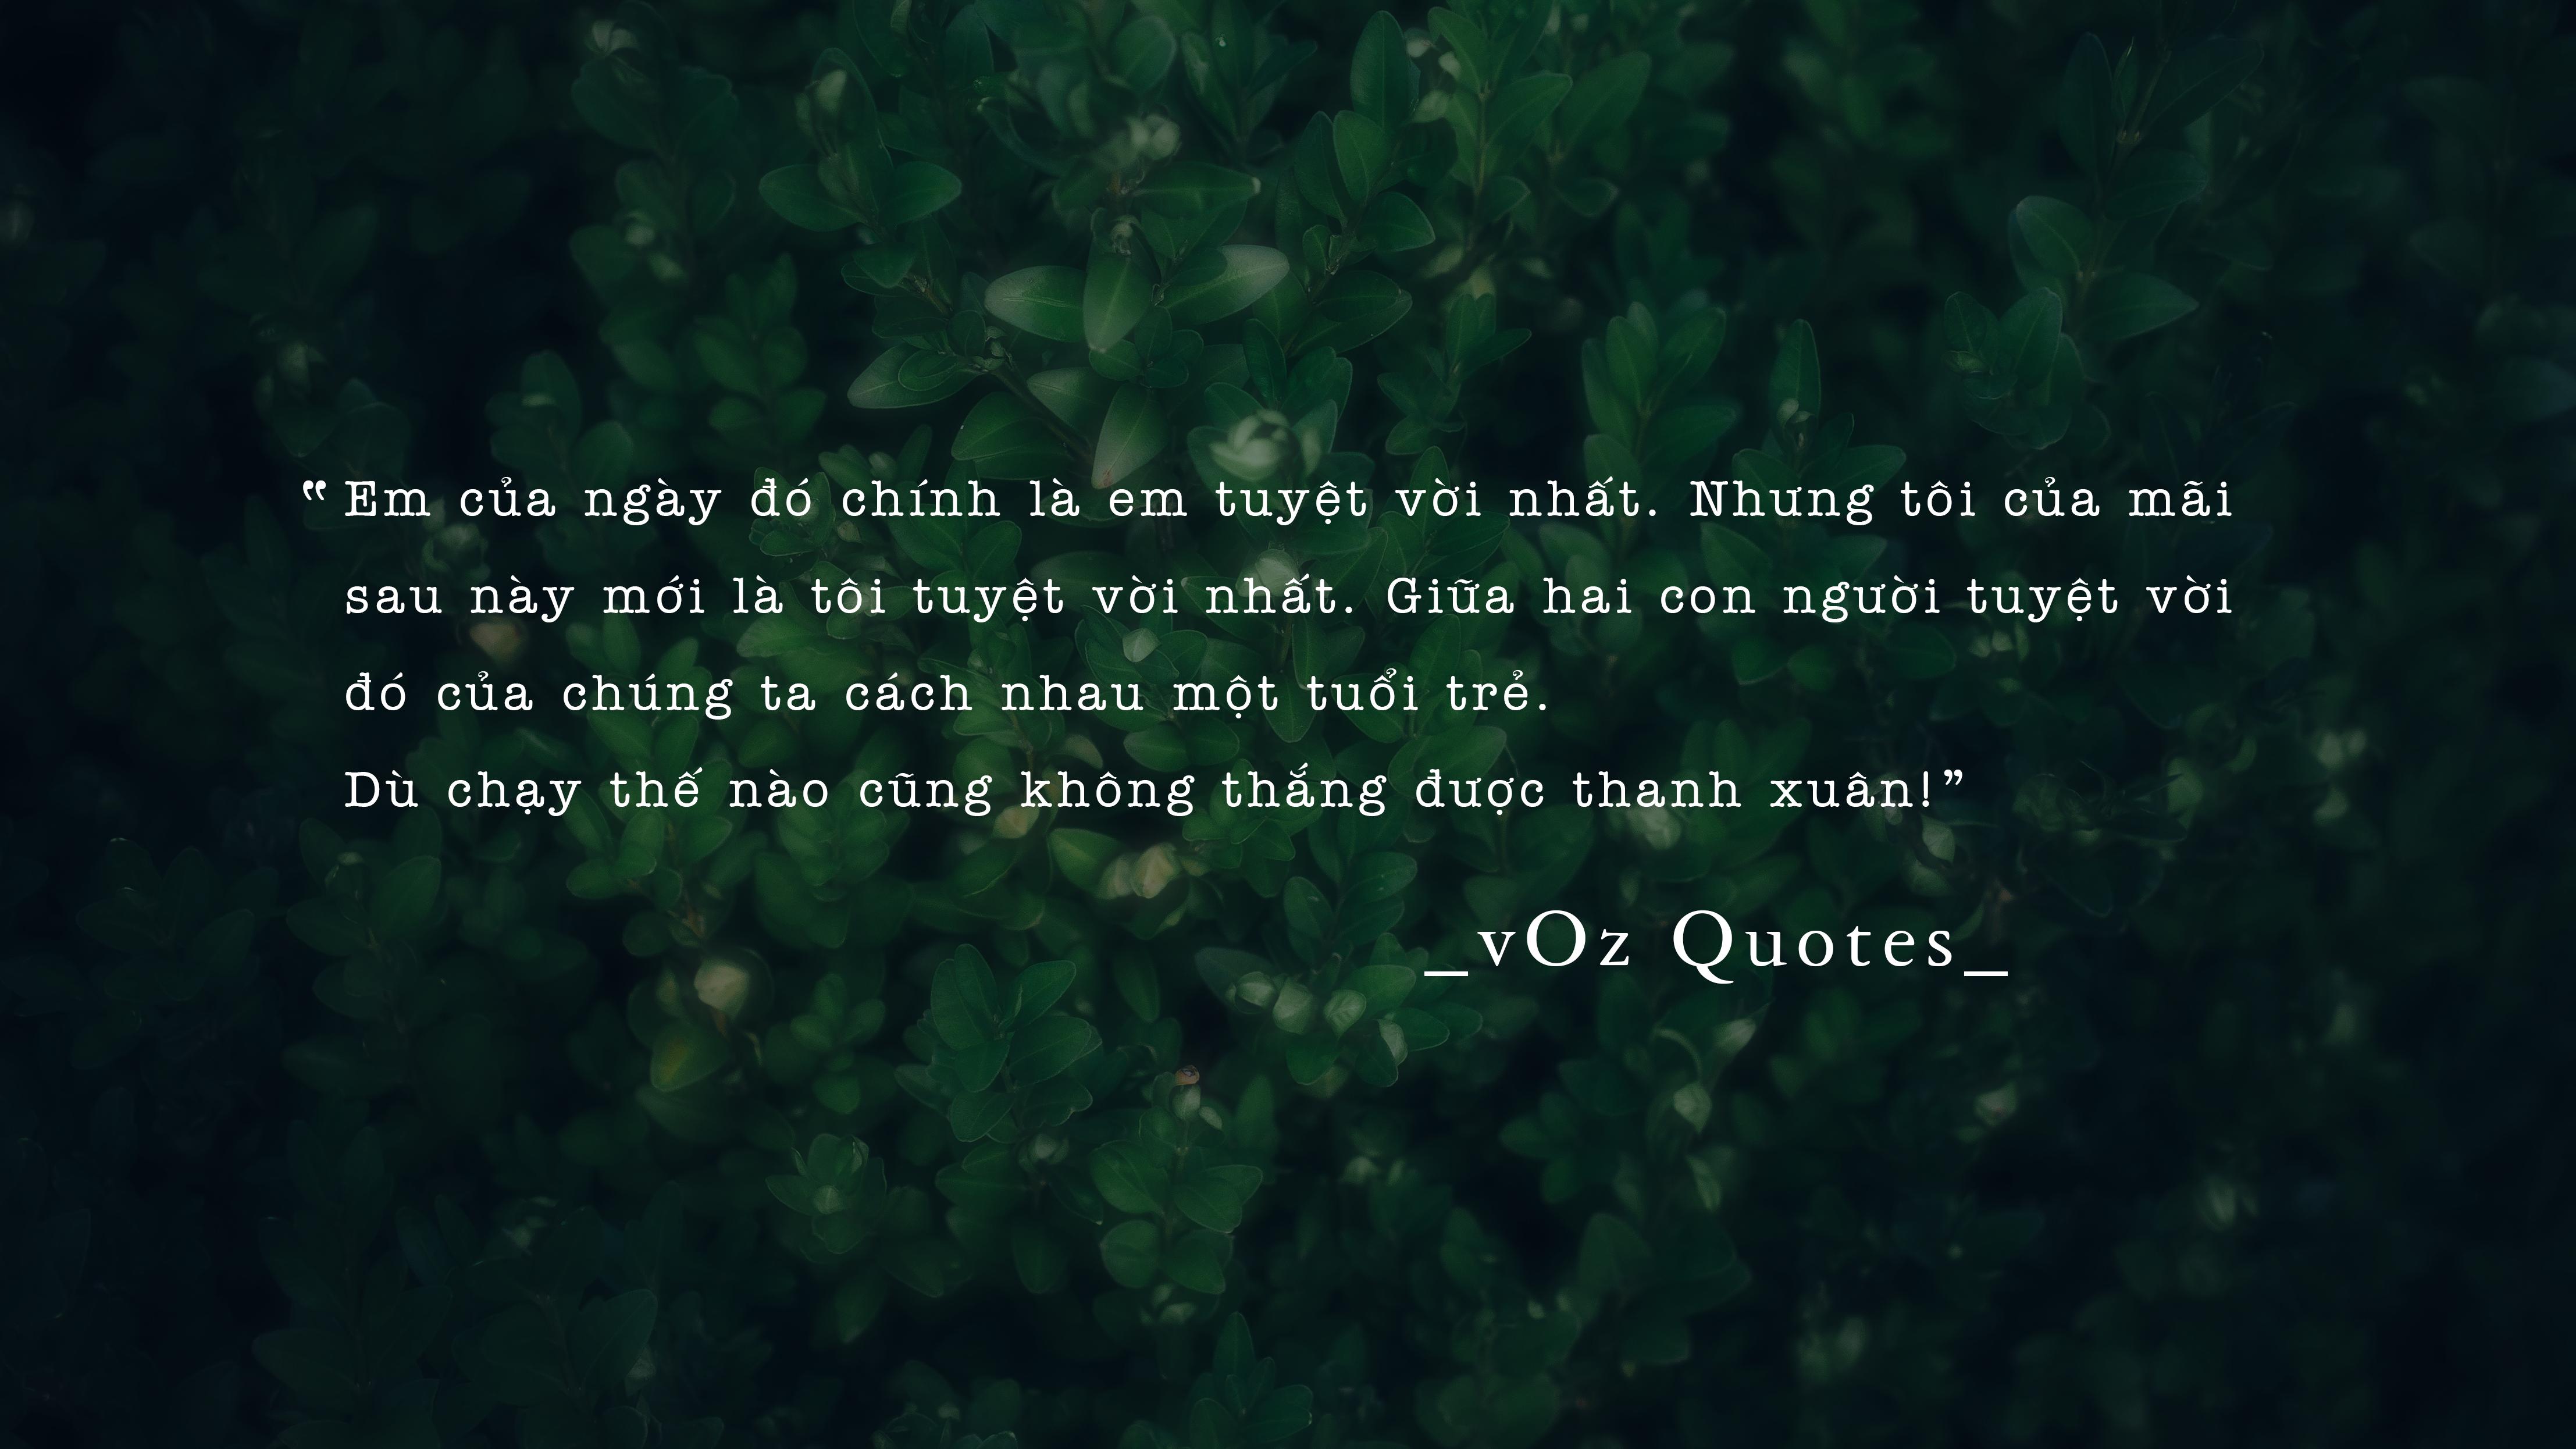 “Em của ngày đó chính là em tuyệt vời nhất. Nhưng tôi của mãi
sau này mới là tôi tuyệt vời nhất. Giữa hai con người tuyệt vời
đó của chúng ta cách nhau một tuổi trẻ.
Dù chạy thế nào cũng không thắng được thanh xuân!”
_vOz Quotes_